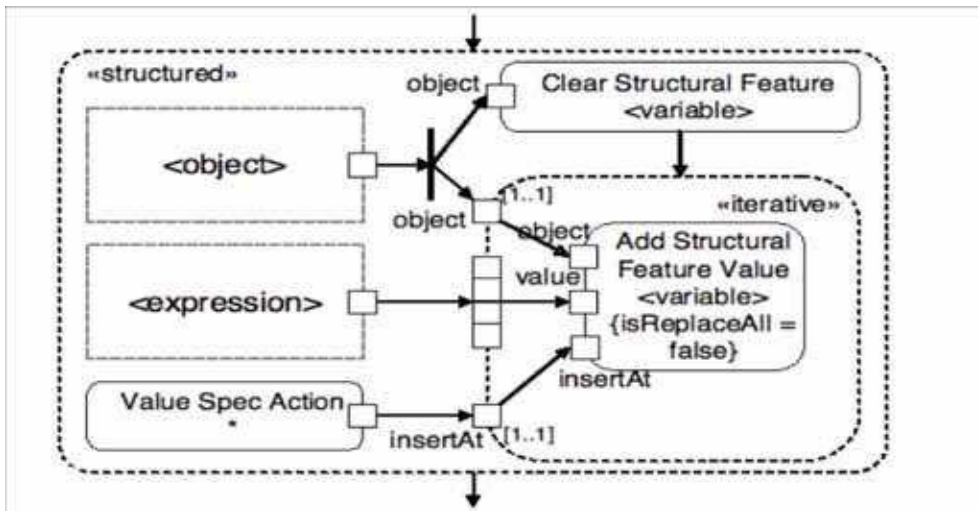 «structured»
object
Clear Structural Feature
<variable>
<object>
[1..1]
object
«iterative»
object
Add Structural
Feature Value
<variable>
{isReplaceAll =
false}
value
<expression>
insertAt
Value Spec Action
*
insertAt
[1..1]